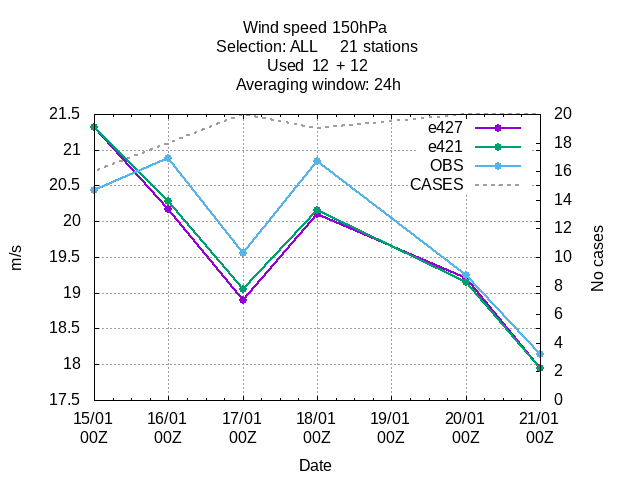 Wind speed 150hPa
Selection: ALL 21 stations
Used 12 + 12
Averaging window: 24h
21.5
21
20.5
20
19.5
19
18.5
18
17.5
m/s
20
18
16
14
12
10
8
6
4
2
0
No cases
e427
e421
OBS
CASES
15/01 16/01 17/01 18/01 19/01 20/01 21/01
00Z 00Z 00Z 00Z 00Z 00Z 00Z
Date